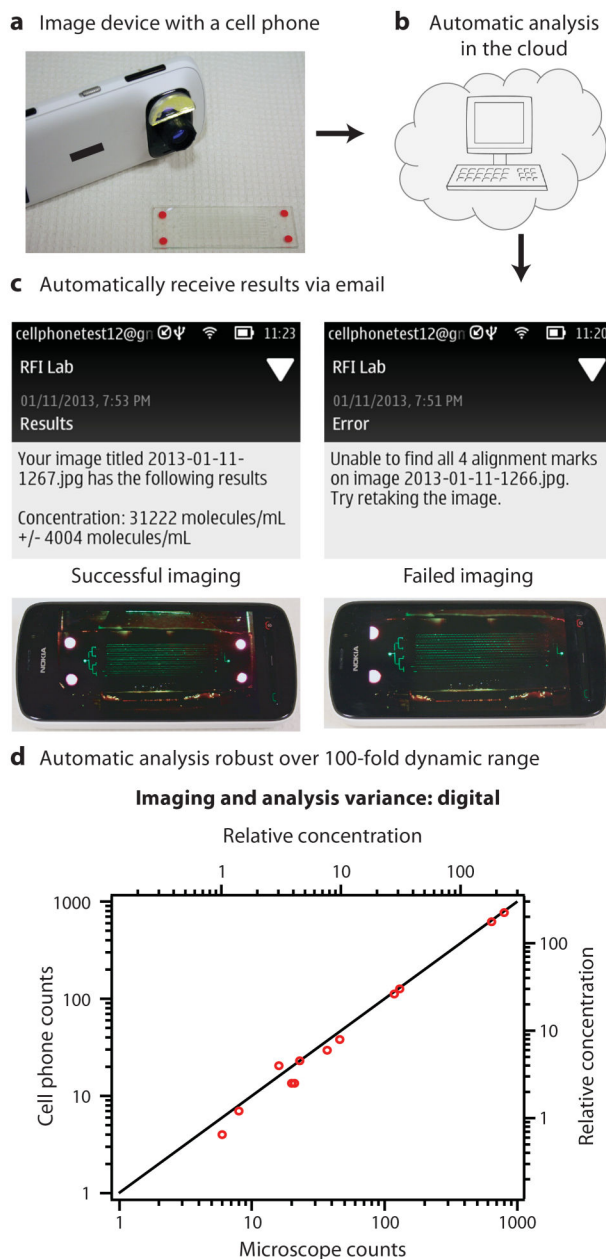 a Image device with a cell phone
b Automatic analysis
in the cloud
c Automatically receive results via email
cellphonetest12@gn 11:23
RFI Lab
01/11/2013, 7:53 PM
Results
Your image titled 2013-01-11-
1267.jpg has the following results
Concentration: 31222 molecules/mL
+/- 4004 molecules/mL
Successful imaging
NOKIA
cellphonetest12@gn 11:20
RFI Lab
01/11/2013, 7:51 PM
Error
Unable to find all 4 alignment marks
on image 2013-01-11-1266.jpg.
Try retaking the image.
Failed imaging
NOKIA
d Automatic analysis robust over 100-fold dynamic range
Imaging and analysis variance: digital
Relative concentration
1 10 100
Cell phone counts
1000
100
10
1
Relative concentration
100
10
1
1 10 100 1000
Microscope counts